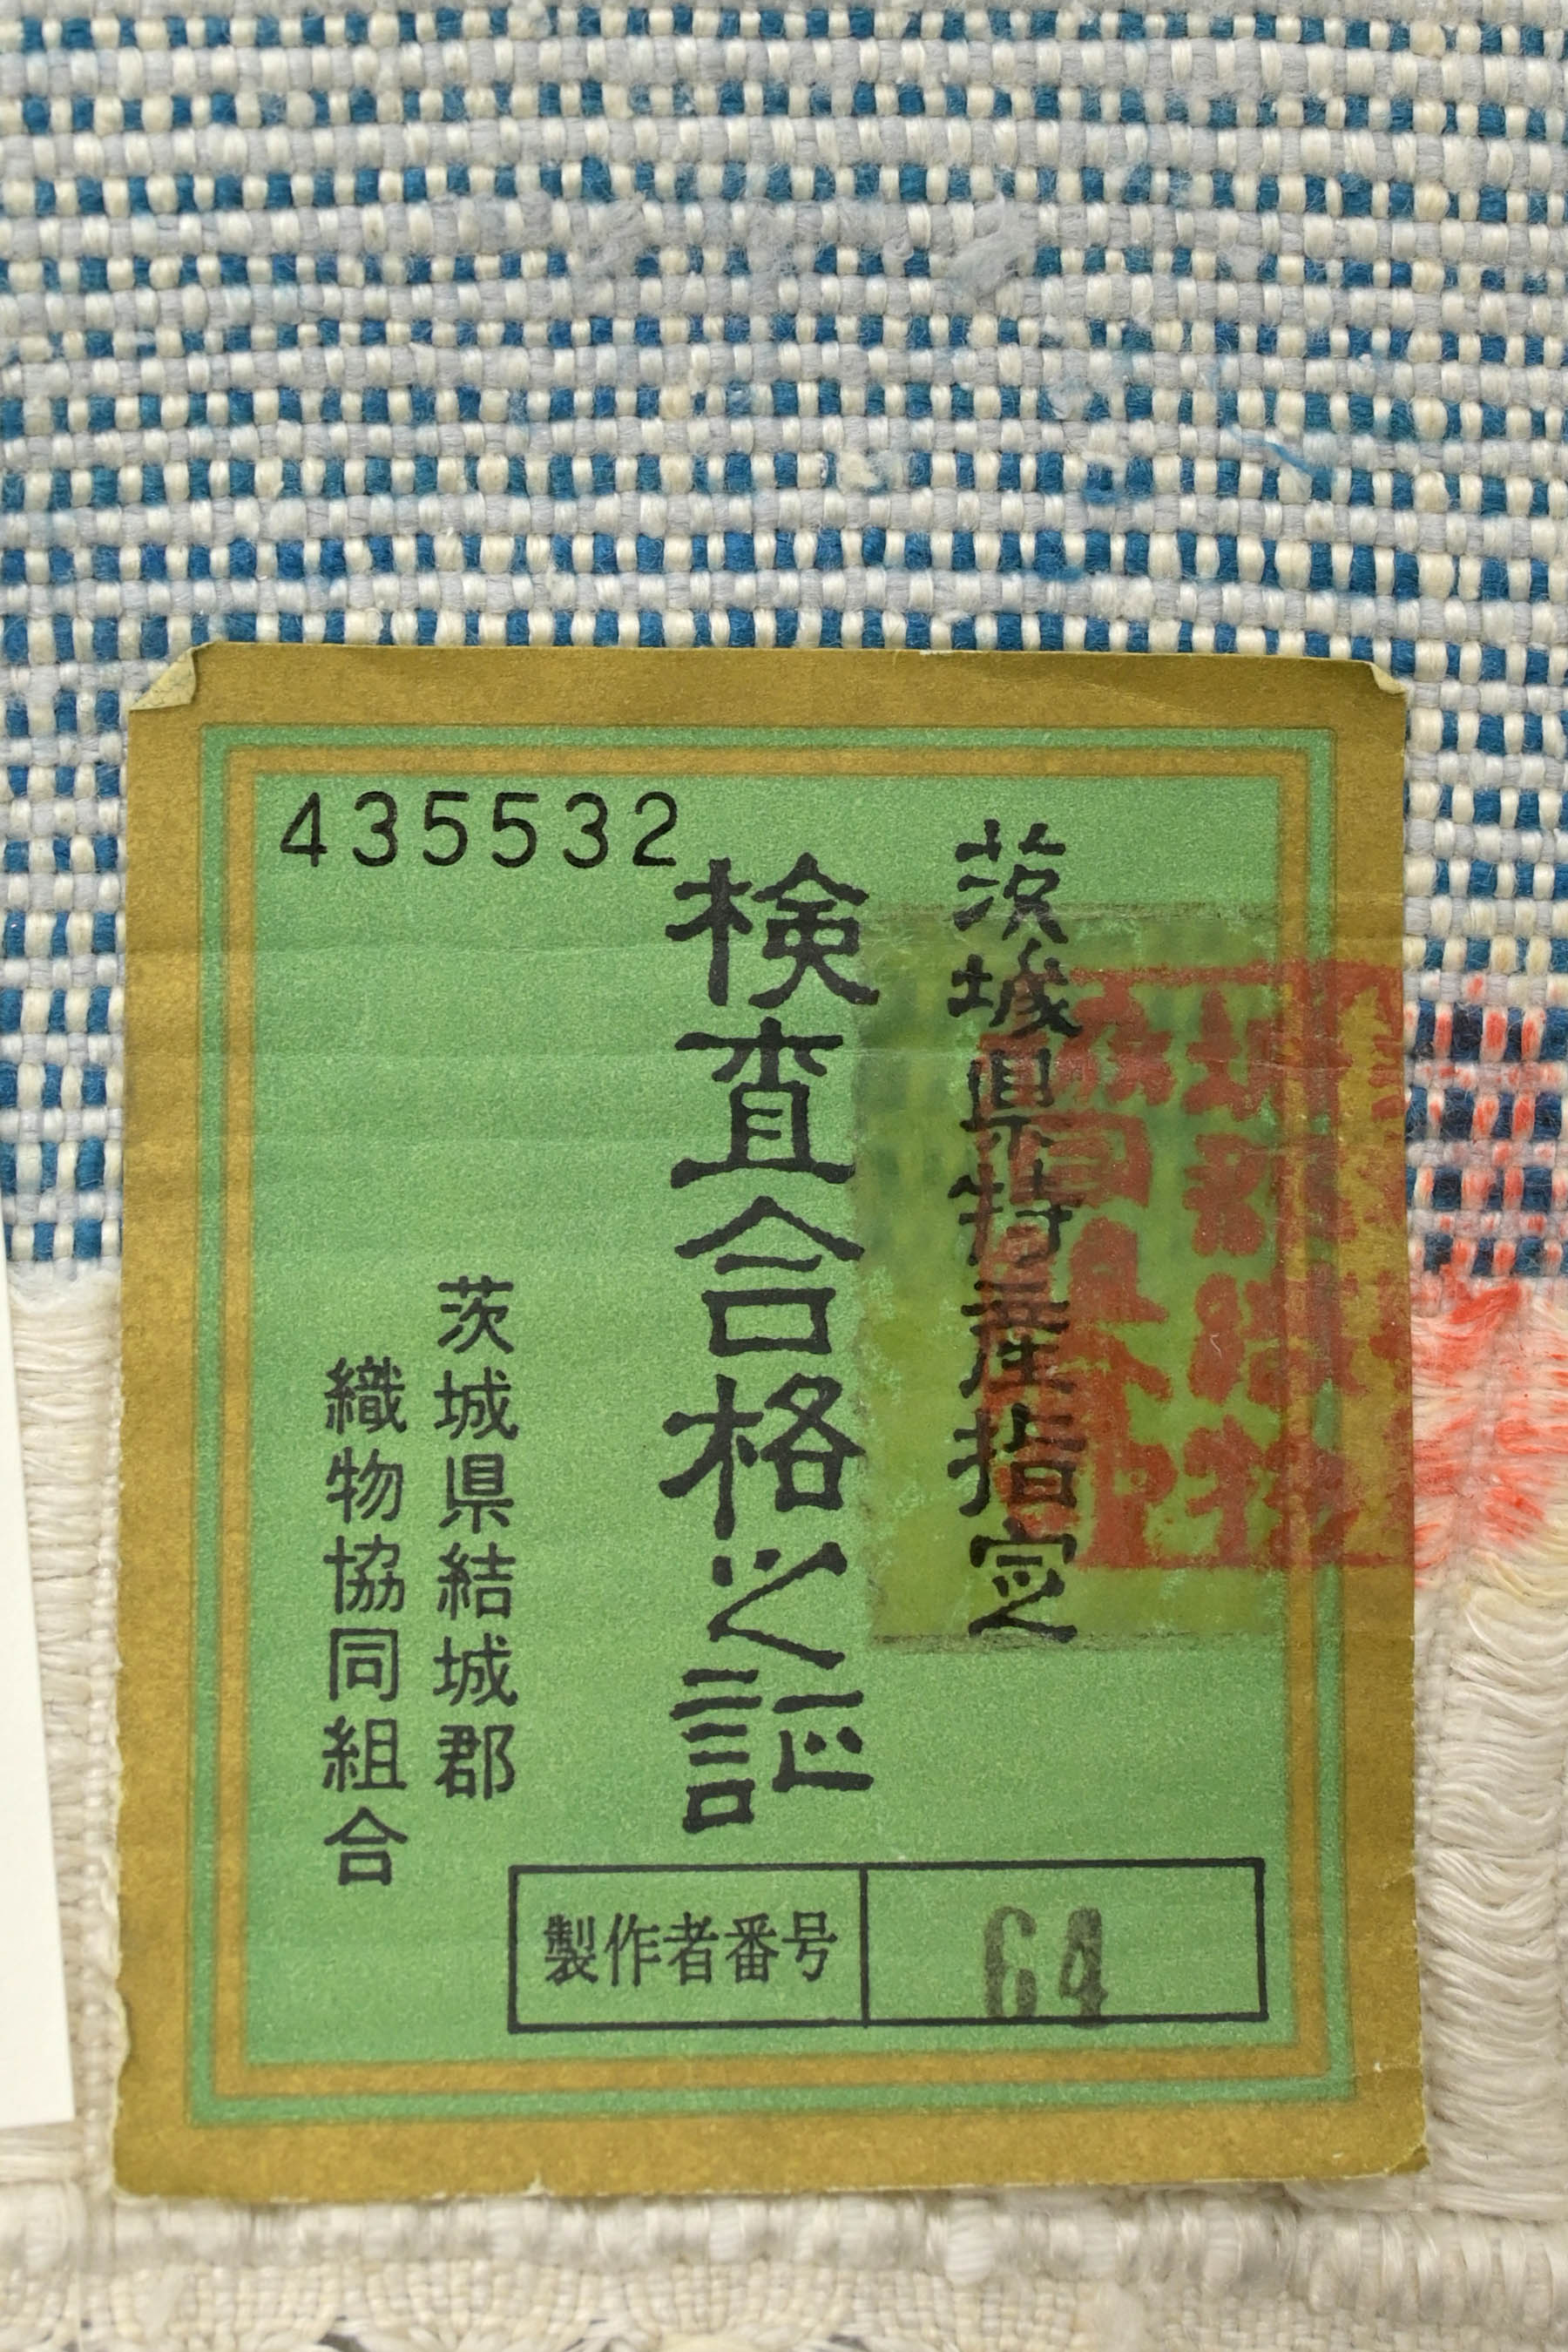 435532
茨城県特産指定
検査合格之証
茨城県結城郡
織物協同組合
製作者番号
64